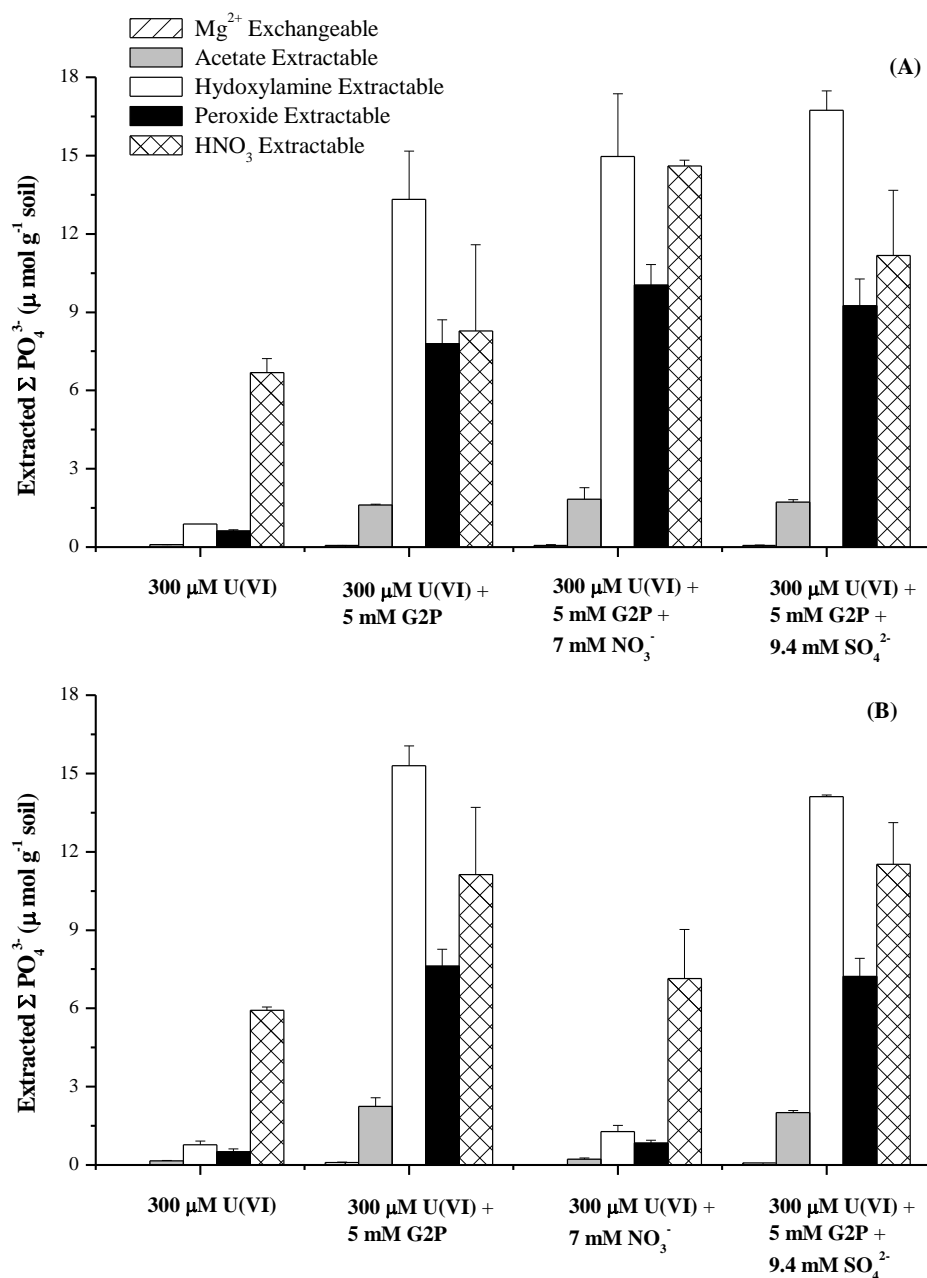 Mg²⁺ Exchangeable
Acetate Extractable
Hydoxylamine Extractable
Peroxide Extractable
HNO₃ Extractable
(A)
Extracted Σ PO₄³⁻ (μ mol g⁻¹ soil)
18
15
12
9
6
3
0
300 μM U(VI)
300 μM U(VI) +
5 mM G2P
300 μM U(VI) +
5 mM G2P +
7 mM NO₃⁻
300 μM U(VI) +
5 mM G2P +
9.4 mM SO₄²⁻
(B)
Extracted Σ PO₄³⁻ (μ mol g⁻¹ soil)
18
15
12
9
6
3
0
300 μM U(VI)
300 μM U(VI) +
5 mM G2P
300 μM U(VI) +
7 mM NO₃⁻
300 μM U(VI) +
5 mM G2P +
9.4 mM SO₄²⁻